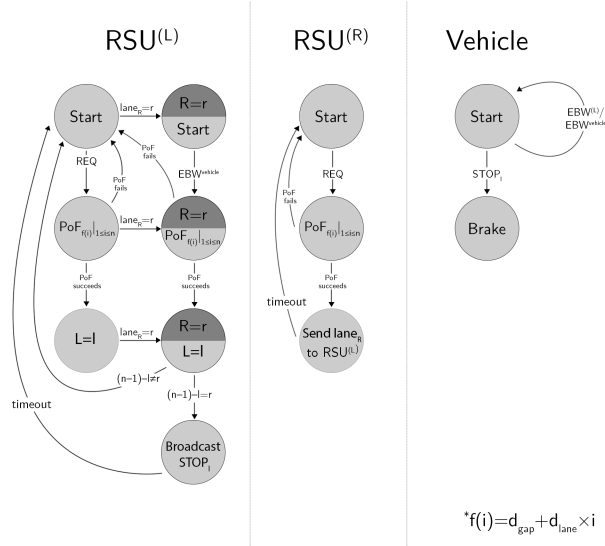 RSU(L)
RSU(R)
Vehicle
Start
laneR=r
R=r
Start
REQ
PoF
fails
PoF
fails
EBWvehicle
PoFf(i)|1≤i≤n
laneR=r
R=r
PoFf(i)|1≤i≤n
PoF
succeeds
PoF
succeeds
L=l
laneR=r
R=r
L=l
(n-1)-l≠r
(n-1)-l=r
timeout
Broadcast
STOPl
Start
REQ
PoF
fails
PoFf(i)|1≤i≤n
PoF
succeeds
timeout
Send laneR
to RSU(L)
Start
EBW(L)/
EBWvehicle
STOPl
Brake
*f(i)=dgap+dlane×i